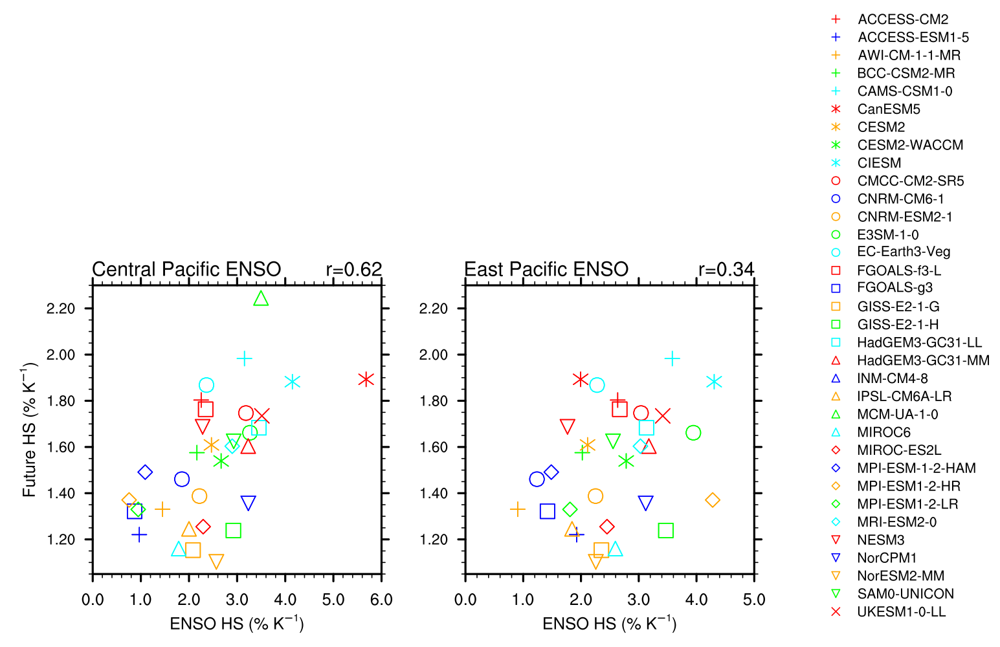 Central Pacific ENSO r=0.62
2.20
2.00
1.80
1.60
1.40
1.20
0.0 1.0 2.0 3.0 4.0 5.0 6.0
ENSO HS (% K⁻¹)
Future HS (% K⁻¹)
East Pacific ENSO r=0.34
2.20
2.00
1.80
1.60
1.40
1.20
0.0 1.0 2.0 3.0 4.0 5.0
ENSO HS (% K⁻¹)
ACCESS-CM2
ACCESS-ESM1-5
AWI-CM-1-1-MR
BCC-CSM2-MR
CAMS-CSM1-0
CanESM5
CESM2
CESM2-WACCM
CIESM
CMCC-CM2-SR5
CNRM-CM6-1
CNRM-ESM2-1
E3SM-1-0
EC-Earth3-Veg
FGOALS-f3-L
FGOALS-g3
GISS-E2-1-G
GISS-E2-1-H
HadGEM3-GC31-LL
HadGEM3-GC31-MM
INM-CM4-8
IPSL-CM6A-LR
MCM-UA-1-0
MIROC6
MIROC-ES2L
MPI-ESM-1-2-HAM
MPI-ESM1-2-HR
MPI-ESM1-2-LR
MRI-ESM2-0
NESM3
NorCPM1
NorESM2-MM
SAM0-UNICON
UKESM1-0-LL